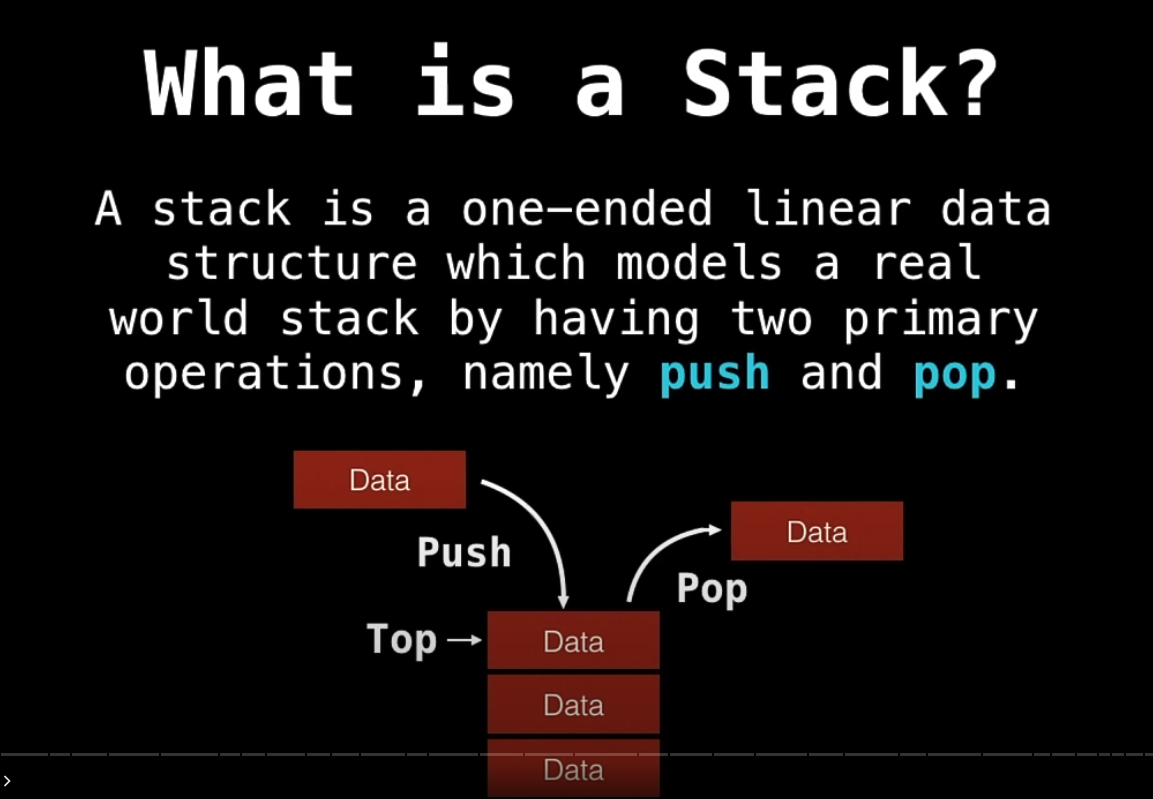 What is a Stack?
A stack is a one-ended linear data
structure which models a real
world stack by having two primary
operations, namely push and pop.
Data
Push
Data
Pop
Top
Data
Data
Data